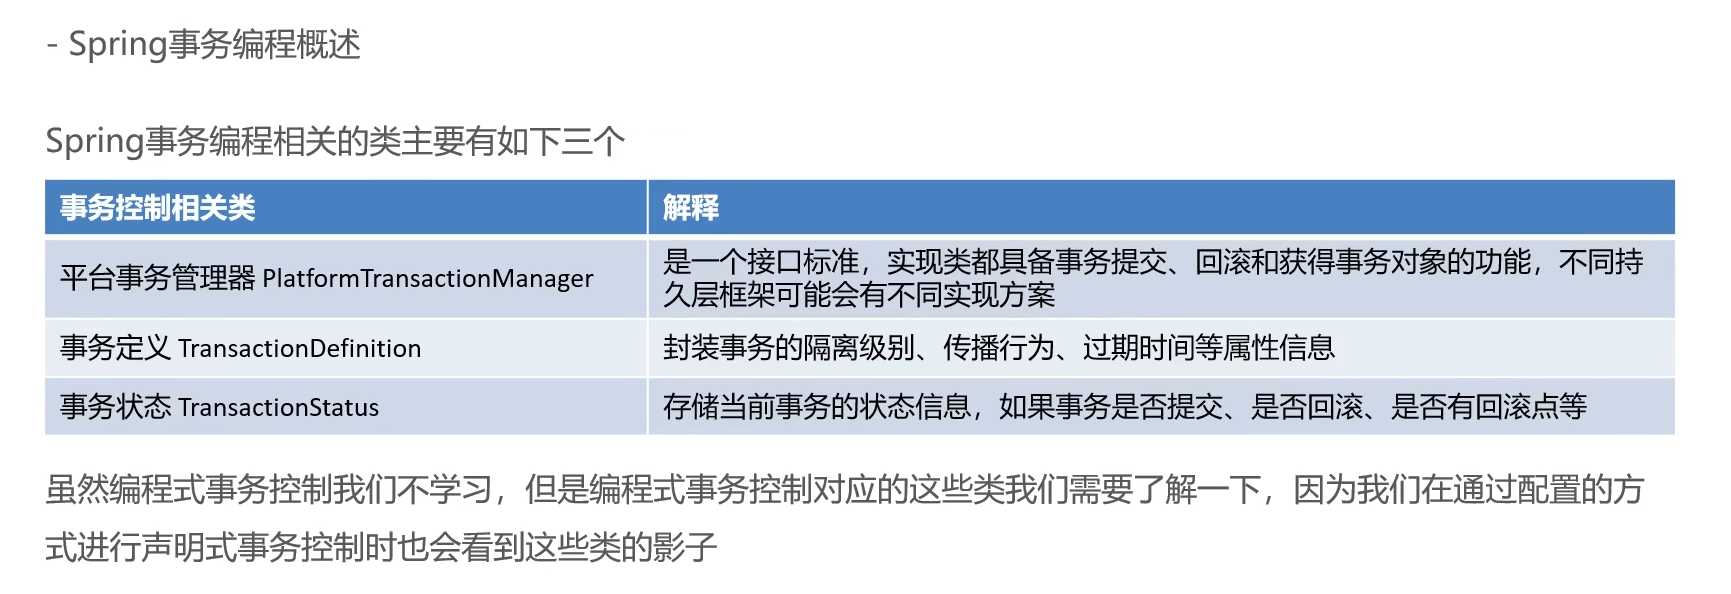 - Spring事务编程概述
Spring事务编程相关的类主要有如下三个
事务控制相关类
解释
平台事务管理器 PlatformTransactionManager
是一个接口标准，实现类都具备事务提交、回滚和获得事务对象的功能，不同持
久层框架可能会有不同实现方案
事务定义 TransactionDefinition
封装事务的隔离级别、传播行为、过期时间等属性信息
事务状态 TransactionStatus
存储当前事务的状态信息，如果事务是否提交、是否回滚、是否有回滚点等
虽然编程式事务控制我们不学习，但是编程式事务控制对应的这些类我们需要了解一下，因为我们在通过配置的方
式进行声明式事务控制时也会看到这些类的影子